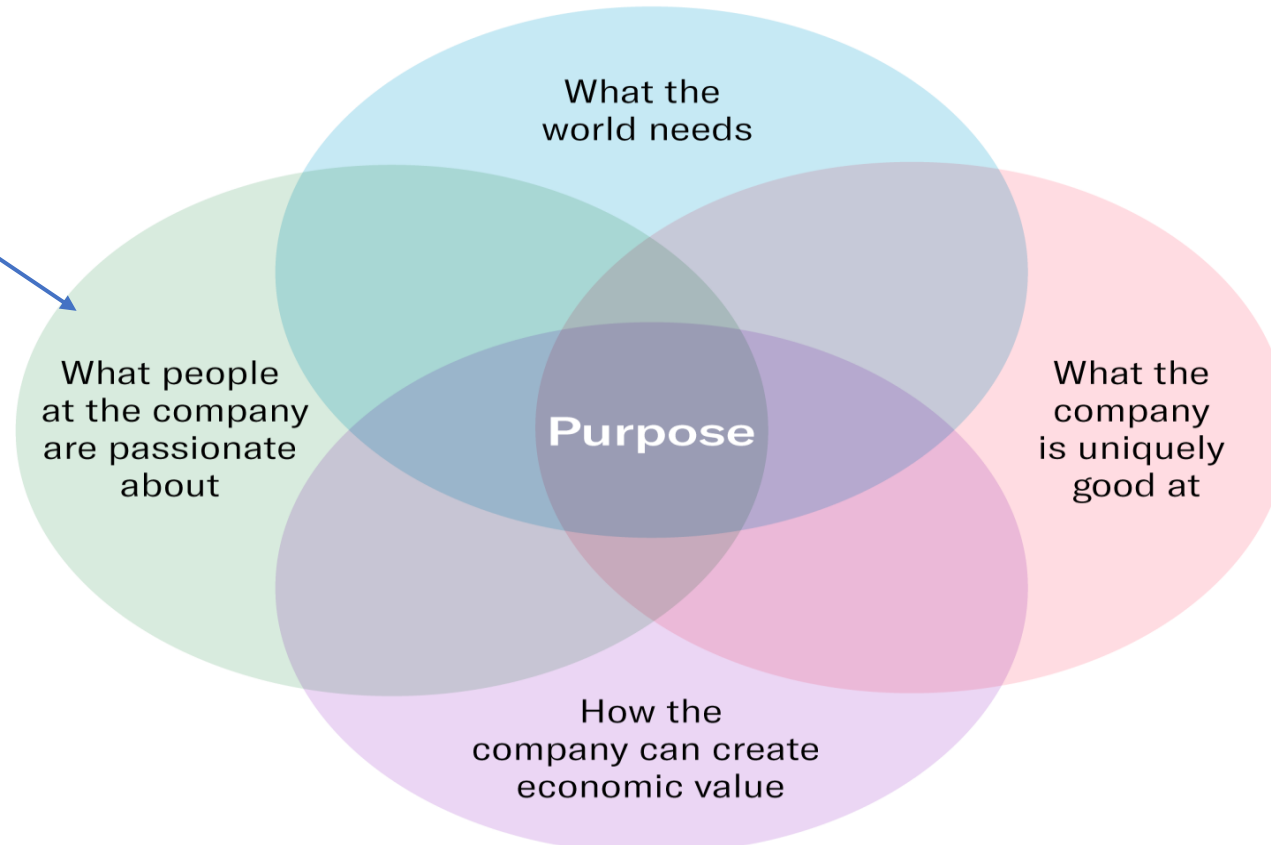 What the
world needs
What people
at the company
are passionate
about
Purpose
What the
company
is uniquely
good at
How the
company can create
economic value